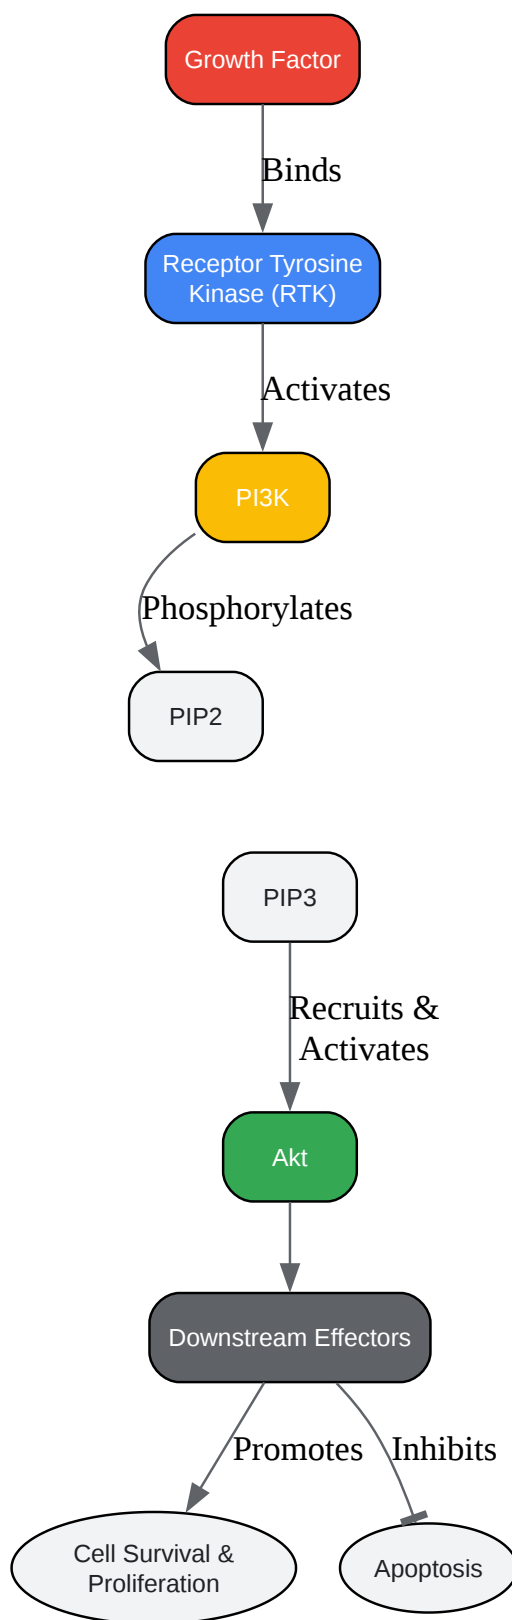 Growth Factor
Binds
Receptor Tyrosine
Kinase (RTK)
Activates
PI3K
Phosphorylates
PIP2
PIP3
Recruits &
Activates
Akt
Downstream Effectors
Promotes
Inhibits
Cell Survival &
Proliferation
Apoptosis